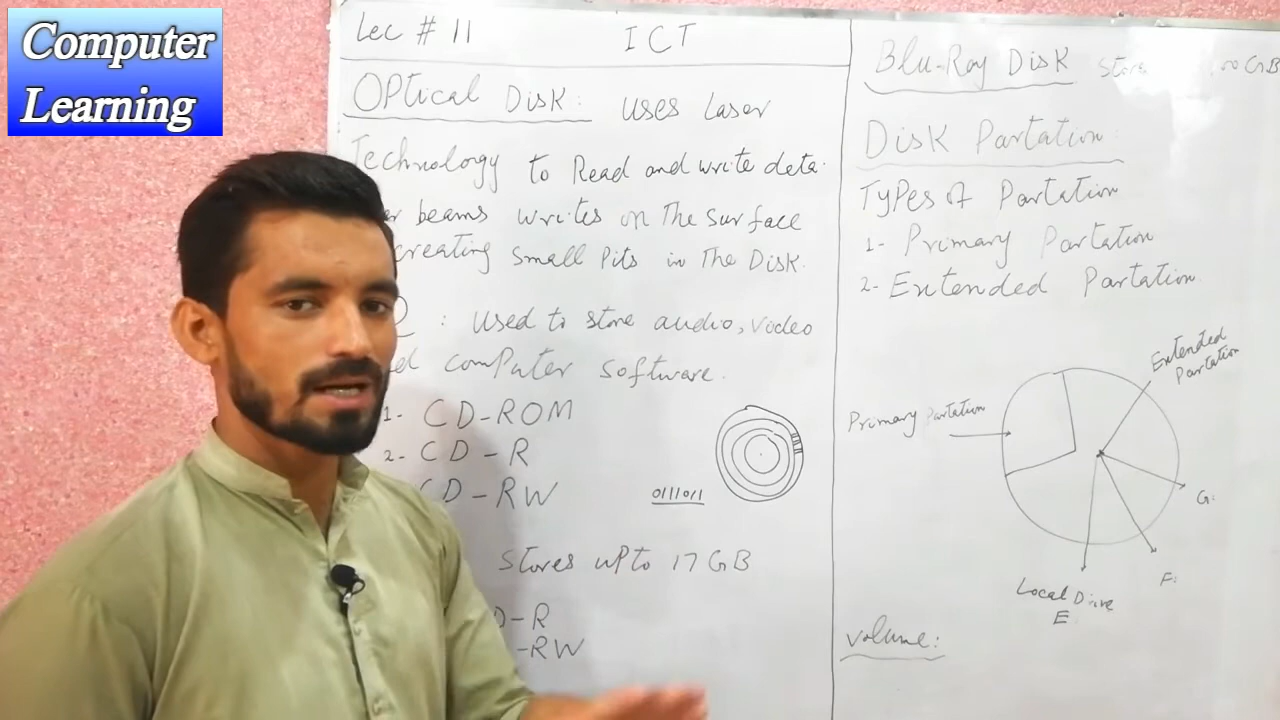 Computer
Learning
Lec # 11
ICT
OPtical Disk: uses Laser
Technology to Read and write deta.
beams writes on The surface
creating small Pits in The Disk.
: used to store audio, Vedeo
computer software.
1- CD-ROM
2- CD-R
CD-RW
0111011
stores upto 17 GB
D-R
-RW
Blu-Ray Disk
Disk Partation:
Types of Partation
1- Primary Partation
2- Extended Partation
Primary Partation
Extended
Partation
G:
F:
Local Drive
E
volume: